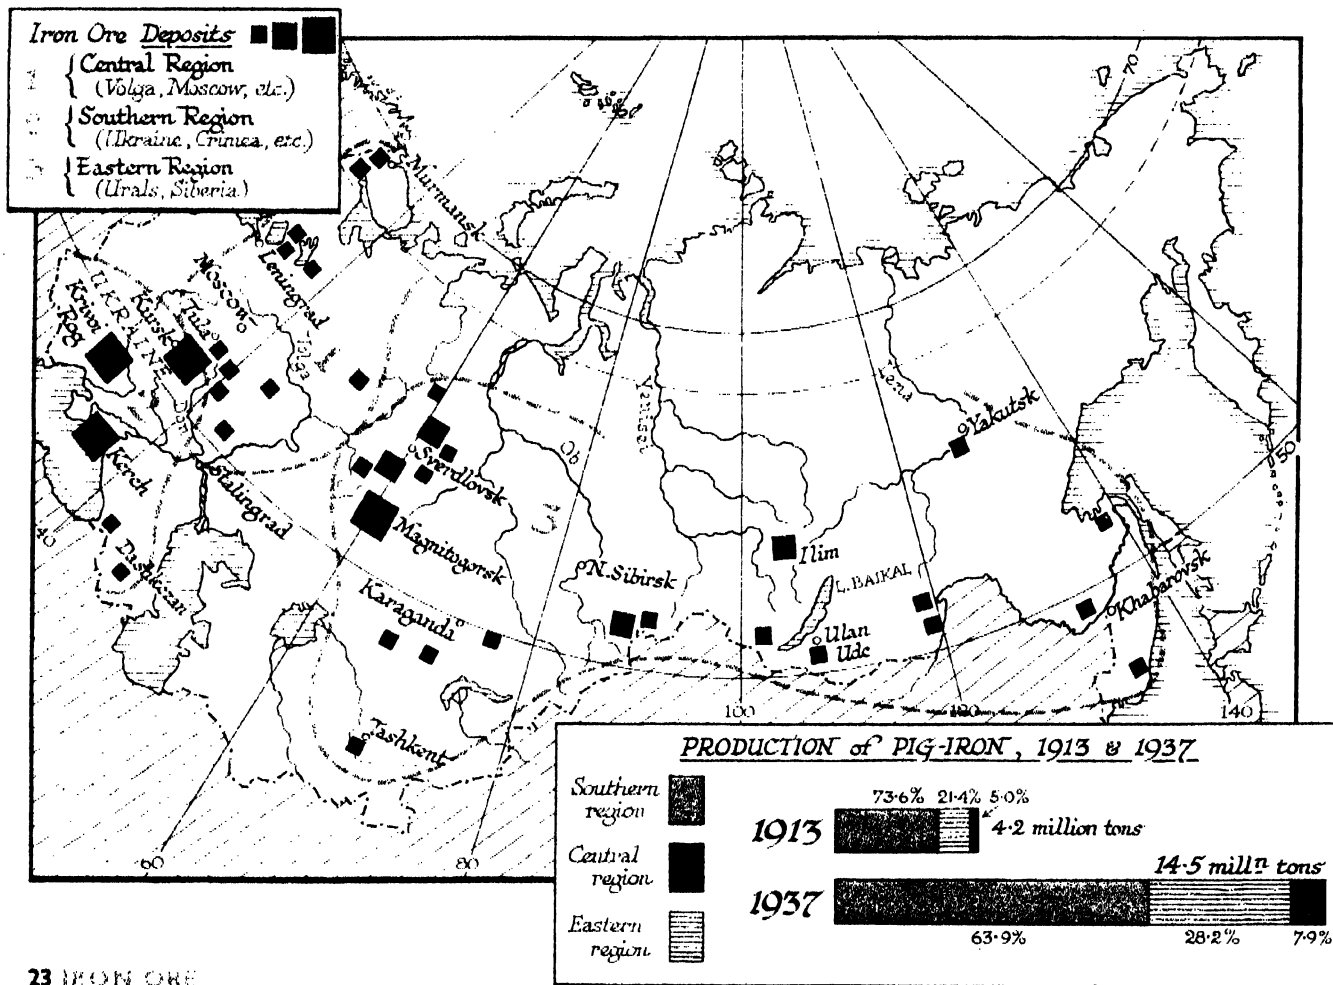 Iron Ore Deposits
Central Region
(Volga, Moscow, etc.)
Southern Region
(Ukraine, Crimea, etc.)
Eastern Region
(Urals, Siberia)
Murmansk
Leningrad
Moscow
Tula
Kursk
UKRAINE
Krivoi
Rog
Volga
Don
Kerch
Stalingrad
Dashkezan
Sverdlovsk
Magnitogorsk
Karaganda
Tashkent
Ob
Yenisei
Lena
Yakutsk
N. Sibirsk
Ilim
L. BAIKAL
Ulan
Ude
Khabarovsk
70
50
40
60
80
100
120
140
PRODUCTION of PIG-IRON, 1913 & 1937
Southern
region
Central
region
Eastern
region
73·6% 21·4% 5·0%
1913
4·2 million tons
14·5 millⁿ tons
1937
63·9% 28·2% 7·9%
23 IRON ORE